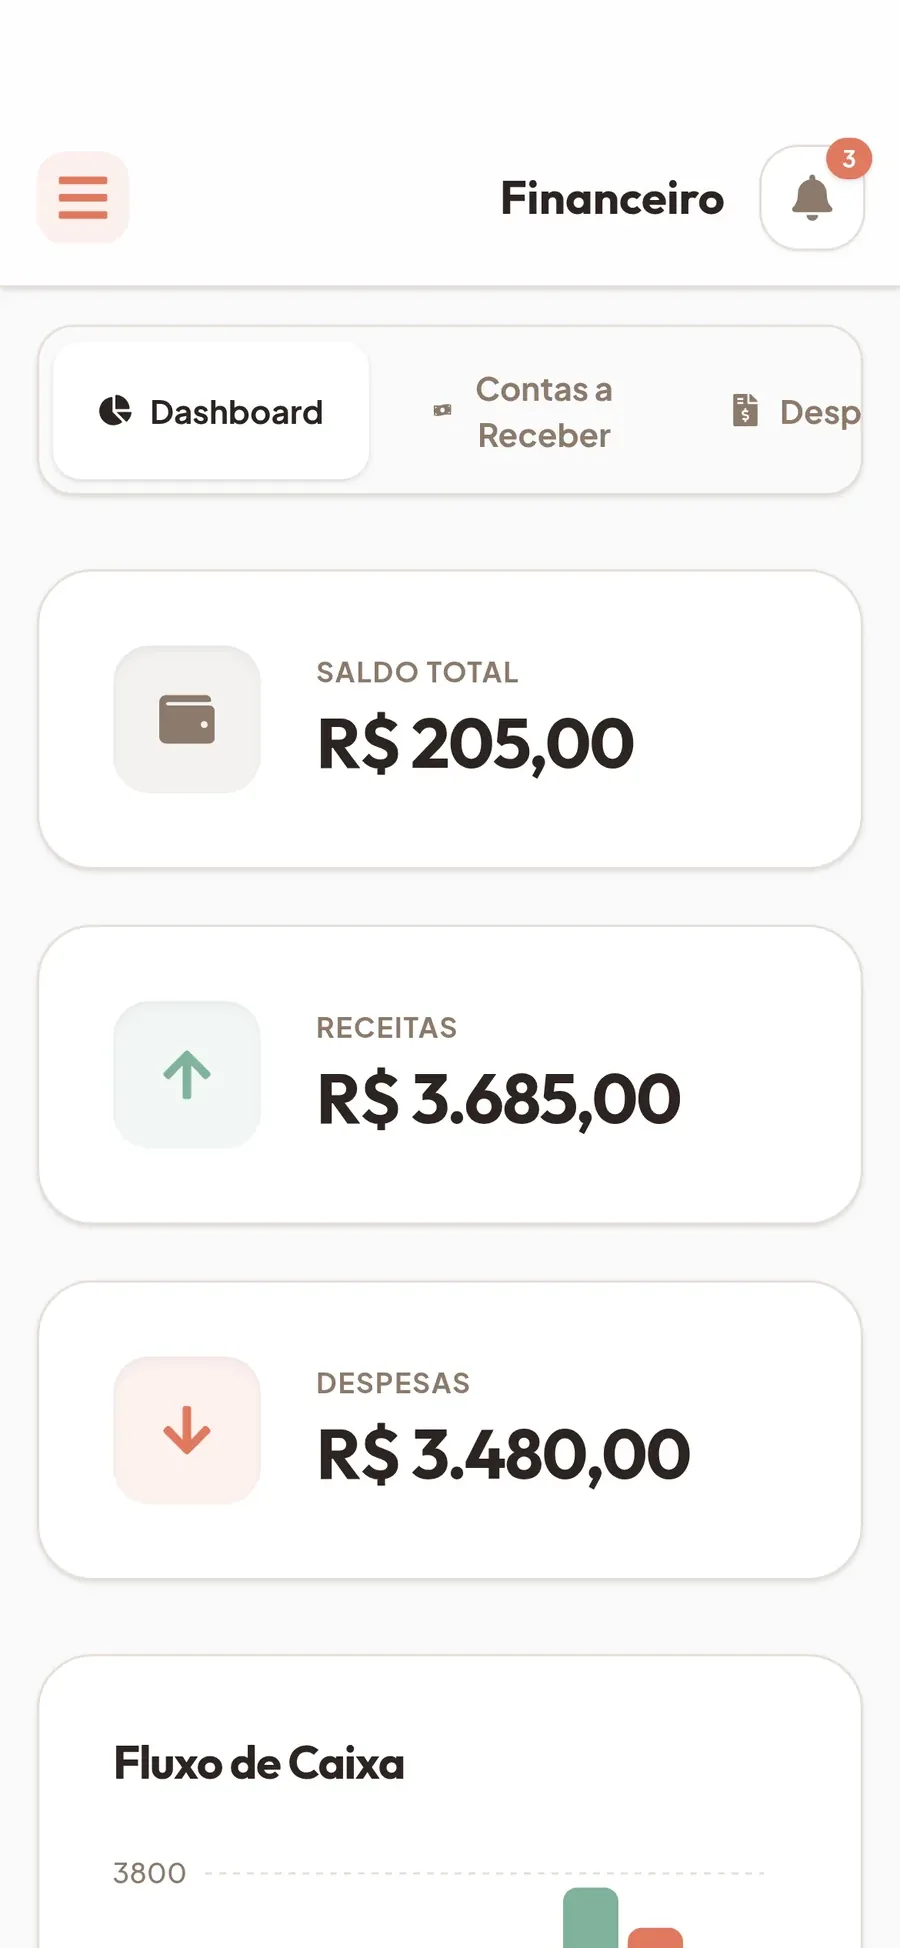 Financeiro
3
Dashboard
Contas a
Receber
Desp
SALDO TOTAL
R$ 205,00
RECEITAS
R$ 3.685,00
DESPESAS
R$ 3.480,00
Fluxo de Caixa
3800